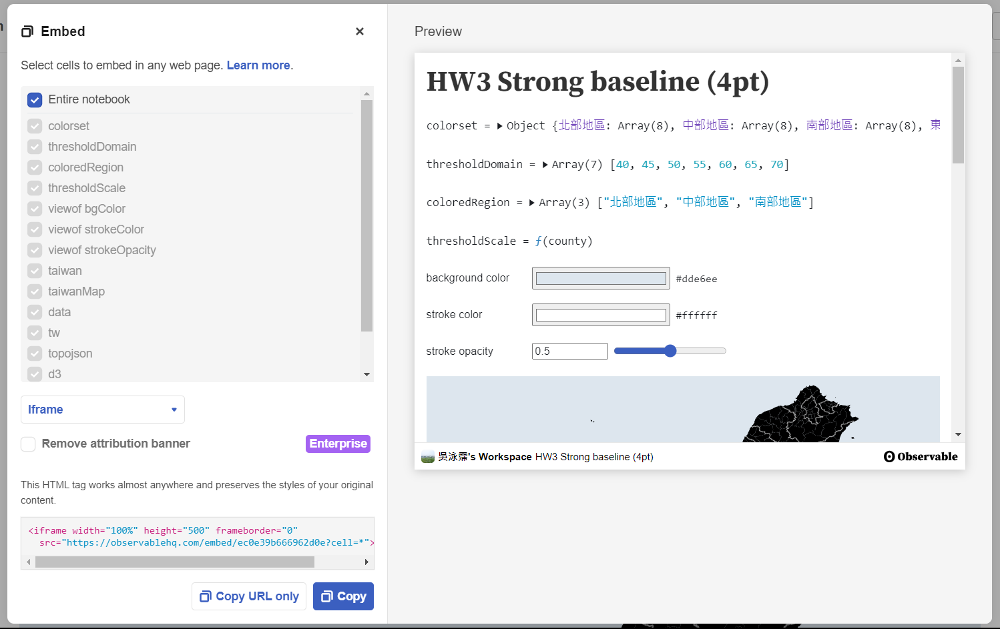 Embed
Select cells to embed in any web page. Learn more.
Entire notebook
colorset
thresholdDomain
coloredRegion
thresholdScale
viewof bgColor
viewof strokeColor
viewof strokeOpacity
taiwan
taiwanMap
data
tw
topojson
d3
Iframe
Remove attribution banner
Enterprise
This HTML tag works almost anywhere and preserves the styles of your original
content.
<iframe width="100%" height="500" frameborder="0"
src="https://observablehq.com/embed/ec0e39b666962d0e?cell=*">
Copy URL only
Copy
Preview
HW3 Strong baseline (4pt)
colorset = Object {北部地區: Array(8), 中部地區: Array(8), 南部地區: Array(8), 東
thresholdDomain = Array(7) [40, 45, 50, 55, 60, 65, 70]
coloredRegion = Array(3) ["北部地區", "中部地區", "南部地區"]
thresholdScale = ƒ(county)
background color
#dde6ee
stroke color
#ffffff
stroke opacity
0.5
吳泳霈's Workspace HW3 Strong baseline (4pt)
Observable